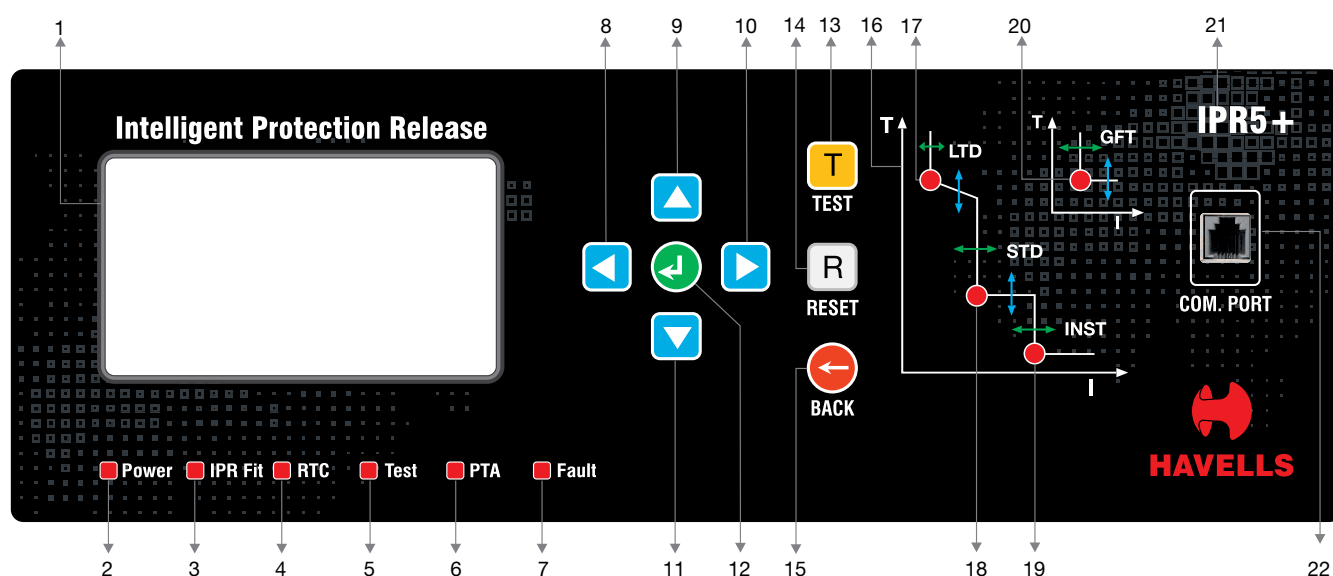 1 8 9 10 14 13 16 17 20 21
Intelligent Protection Release
IPR5+
T
LTD
T
GFT
I
T
TEST
STD
R
RESET
COM. PORT
INST
I
BACK
HAVELLS
Power IPR Fit RTC Test PTA Fault
2 3 4 5 6 7 11 12 15 18 19 22